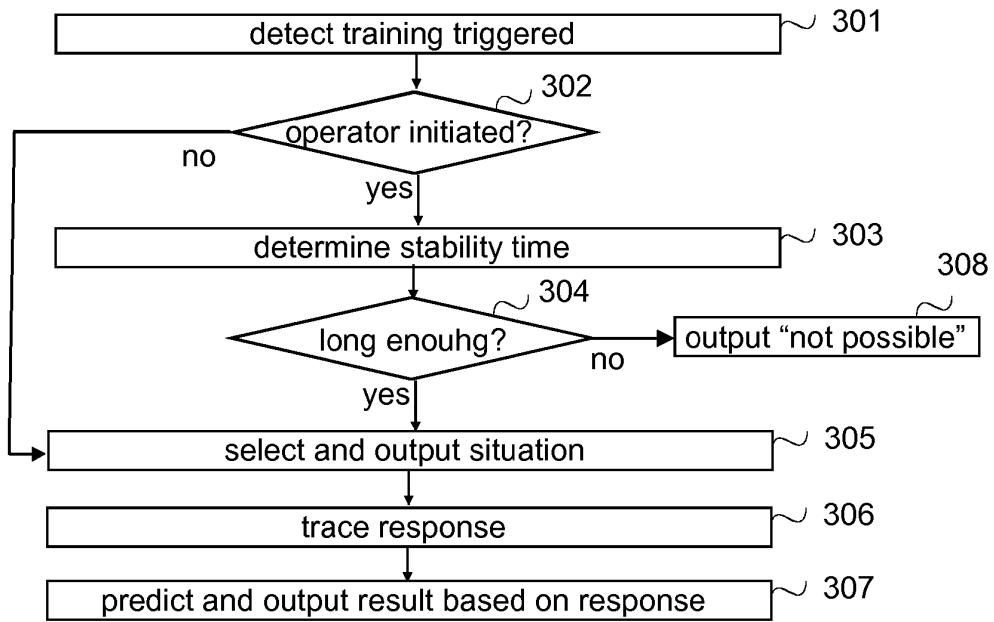 detect training triggered
301
302
operator initiated?
no
yes
determine stability time
303
304
long enouhg?
no
308
output “not possible”
yes
select and output situation
305
trace response
306
predict and output result based on response
307